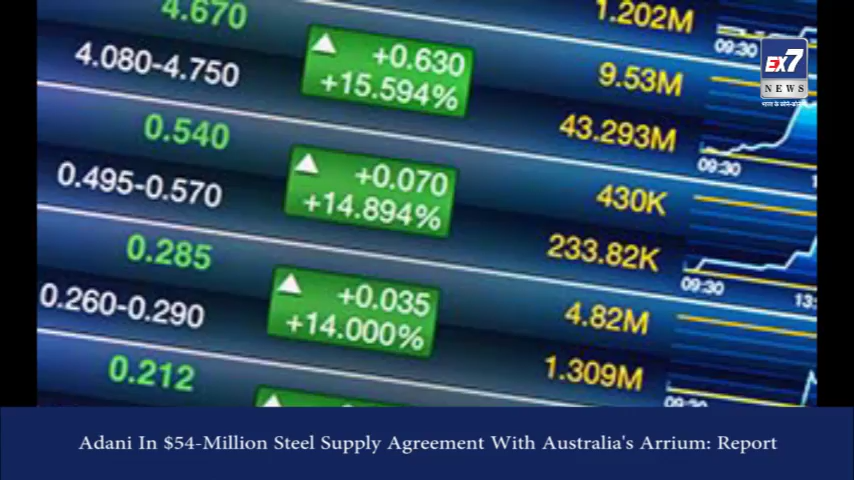 4.670
1.202M
09:30
4.080-4.750
+0.630
+15.594%
9.53M
43.293M
09:30
EX7
NEWS
0.540
0.495-0.570
+0.070
+14.894%
430K
233.82K
09:30
13:
0.285
0.260-0.290
+0.035
+14.000%
4.82M
1.309M
0.212
Adani In $54-Million Steel Supply Agreement With Australia's Arrium: Report